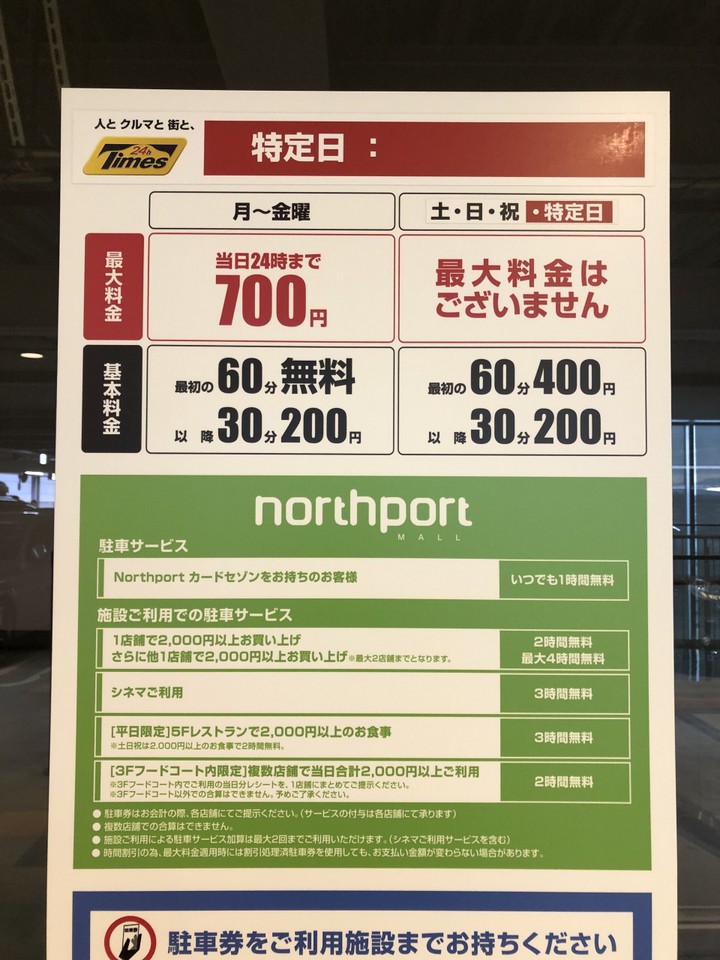 人と クルマと 街と、
24h
Times
特定日：
月～金曜
土・日・祝・特定日
最大料金
当日24時まで
700円
最大料金は
ございません
基本料金
最初の60分無料
以降30分200円
最初の60分400円
以降30分200円
northport
MALL
駐車サービス
Northport カードセゾンをお持ちのお客様
いつでも1時間無料
施設ご利用での駐車サービス
1店舗で2,000円以上お買い上げ
さらに他1店舗で2,000円以上お買い上げ※最大2店舗までとなります。
2時間無料
最大4時間無料
シネマご利用
3時間無料
[平日限定]5Fレストランで2,000円以上のお食事
※土日祝は2,000円以上のお食事で2時間無料。
3時間無料
[3Fフードコート内限定]複数店舗で当日合計2,000円以上ご利用
※3Fフードコート内でご利用の当日分レシートを、1店舗にまとめてご提示ください。
※3Fフードコート以外での合算はできません。予めご了承ください。
2時間無料
● 駐車券はお会計の際、各店舗にてご提示ください。(サービスの付与は各店舗にて承ります)
● 複数店舗での合算はできません。
● 施設ご利用による駐車サービス加算は最大2回までご利用いただけます。(シネマご利用サービスを含む)
● 時間割引の為、最大料金適用時には割引処理済駐車券を使用しても、お支払い金額が変わらない場合があります。
駐車券
駐車券をご利用施設までお持ちください